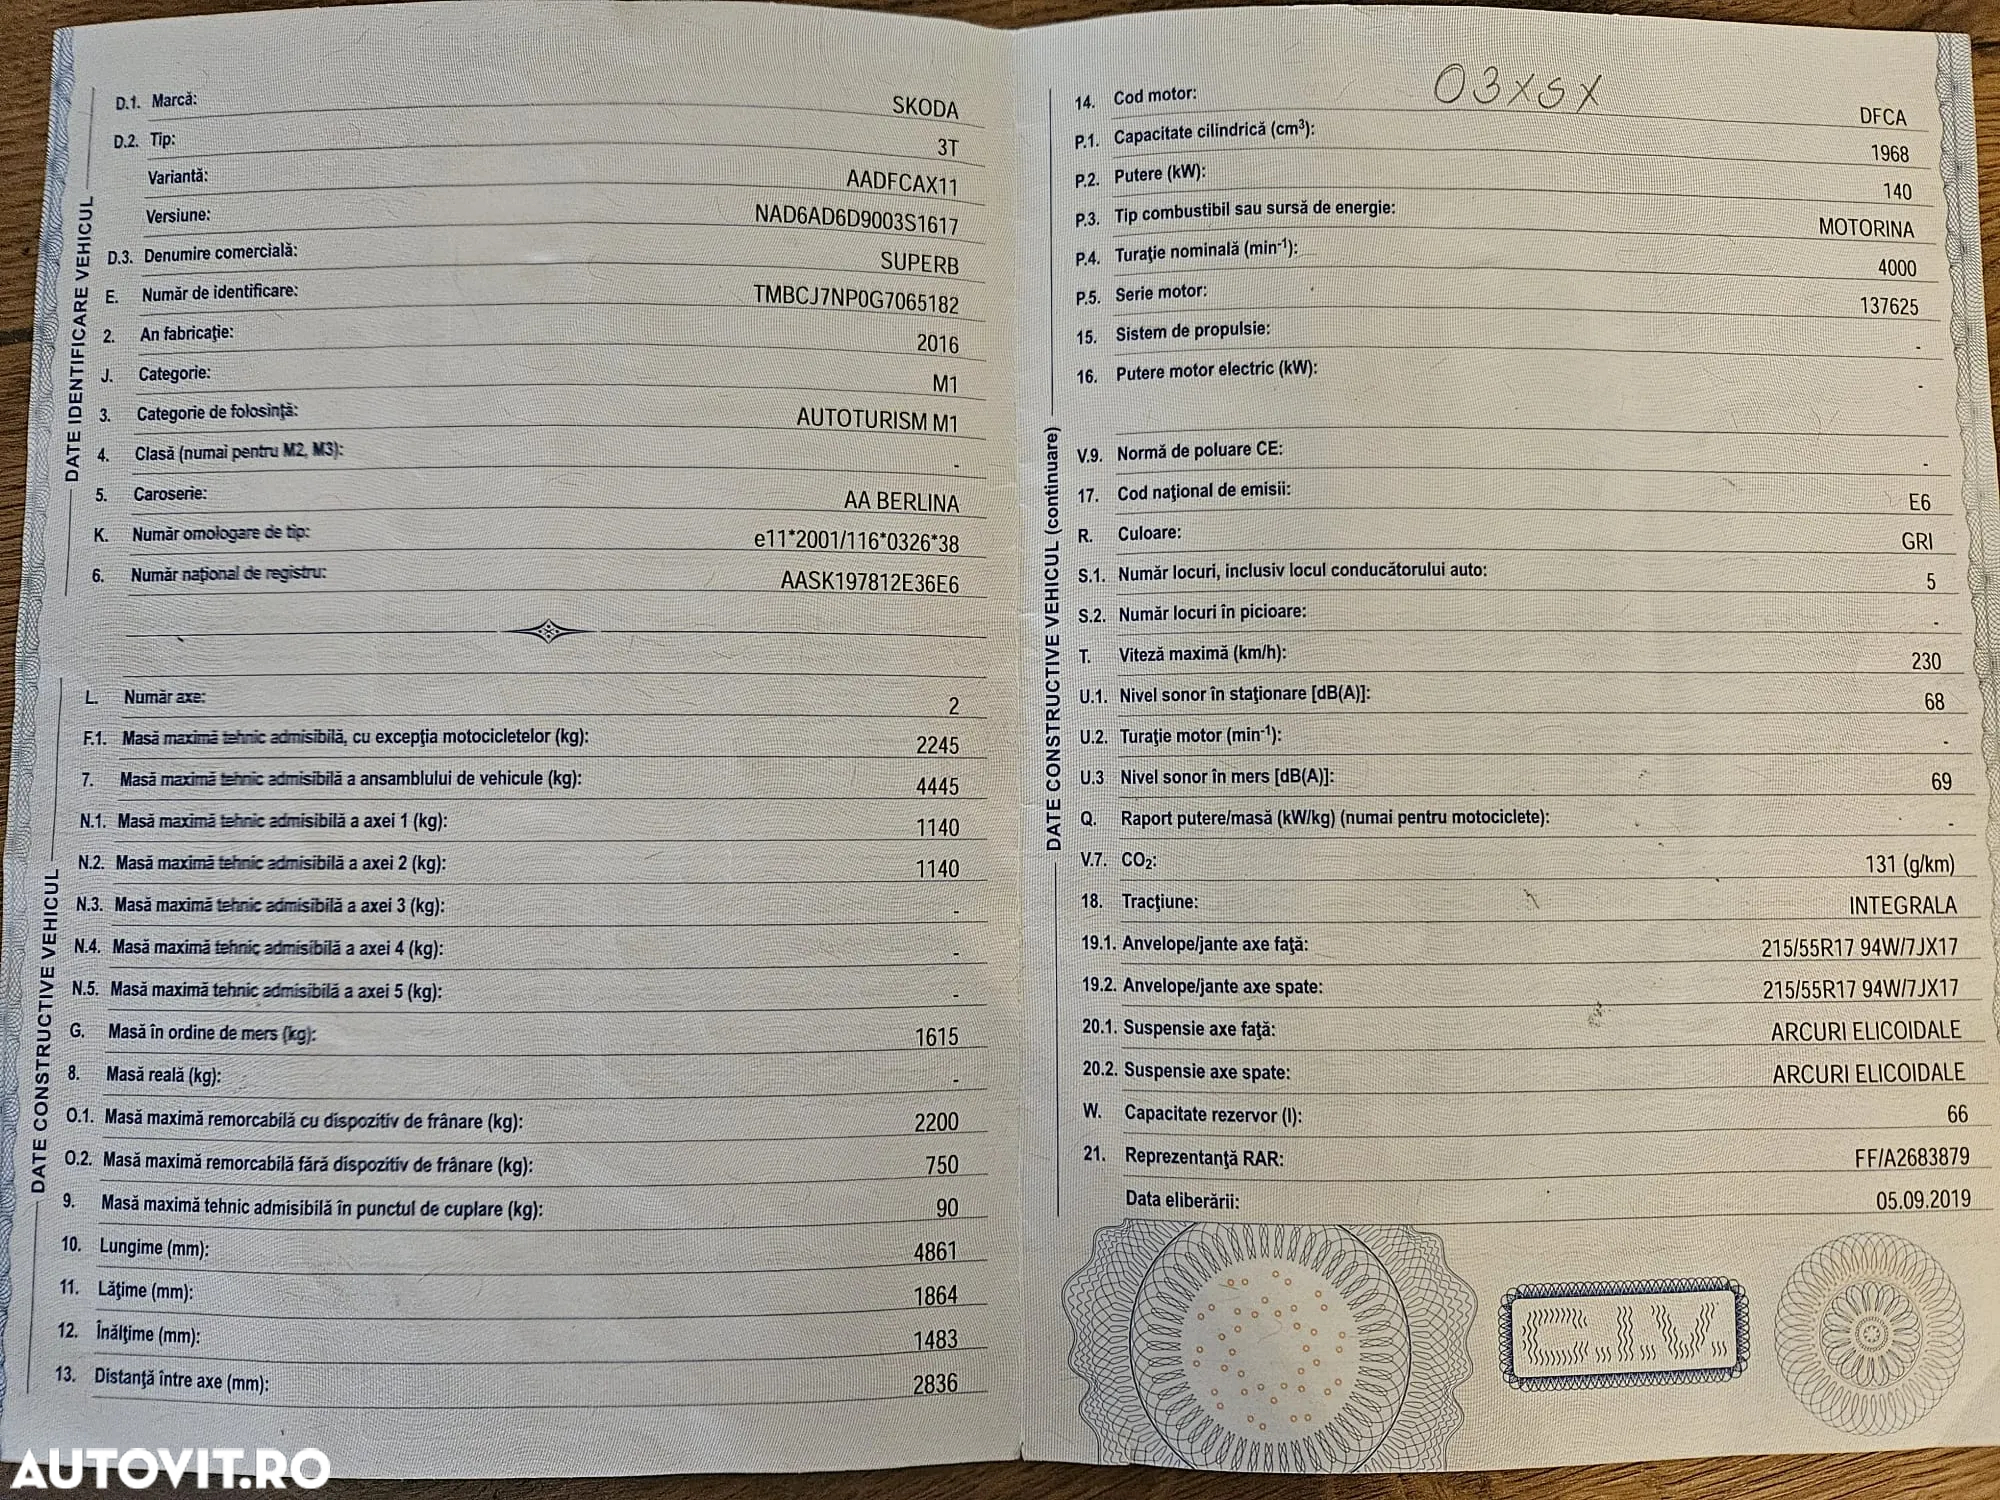 DATE IDENTIFICARE VEHICUL
D.1. Marcă: SKODA
D.2. Tip: 3T
Variantă: AADFCAX11
Versiune: NAD6AD6D9003S1617
D.3. Denumire comercială: SUPERB
E. Număr de identificare: TMBCJ7NP0G7065182
2. An fabricaţie: 2016
J. Categorie: M1
3. Categorie de folosinţă: AUTOTURISM M1
4. Clasă (numai pentru M2, M3): -
5. Caroserie: AA BERLINA
K. Număr omologare de tip: e11*2001/116*0326*38
6. Număr naţional de registru: AASK197812E36E6
DATE CONSTRUCTIVE VEHICUL
L. Număr axe: 2
F.1. Masă maximă tehnic admisibilă, cu excepţia motocicletelor (kg): 2245
7. Masă maximă tehnic admisibilă a ansamblului de vehicule (kg): 4445
N.1. Masă maximă tehnic admisibilă a axei 1 (kg): 1140
N.2. Masă maximă tehnic admisibilă a axei 2 (kg): 1140
N.3. Masă maximă tehnic admisibilă a axei 3 (kg): -
N.4. Masă maximă tehnic admisibilă a axei 4 (kg): -
N.5. Masă maximă tehnic admisibilă a axei 5 (kg): -
G. Masă în ordine de mers (kg): 1615
8. Masă reală (kg): -
O.1. Masă maximă remorcabilă cu dispozitiv de frânare (kg): 2200
O.2. Masă maximă remorcabilă fără dispozitiv de frânare (kg): 750
9. Masă maximă tehnic admisibilă în punctul de cuplare (kg): 90
10. Lungime (mm): 4861
11. Lăţime (mm): 1864
12. Înălţime (mm): 1483
13. Distanţă între axe (mm): 2836
DATE CONSTRUCTIVE VEHICUL (continuare)
03XSX
14. Cod motor: DFCA
P.1. Capacitate cilindrică (cm³): 1968
P.2. Putere (kW): 140
P.3. Tip combustibil sau sursă de energie: MOTORINA
P.4. Turaţie nominală (min⁻¹): 4000
P.5. Serie motor: 137625
15. Sistem de propulsie: -
16. Putere motor electric (kW): -
V.9. Normă de poluare CE: -
17. Cod naţional de emisii: E6
R. Culoare: GRI
S.1. Număr locuri, inclusiv locul conducătorului auto: 5
S.2. Număr locuri în picioare: -
T. Viteză maximă (km/h): 230
U.1. Nivel sonor în staţionare [dB(A)]: 68
U.2. Turaţie motor (min⁻¹): -
U.3 Nivel sonor în mers [dB(A)]: 69
Q. Raport putere/masă (kW/kg) (numai pentru motociclete): -
V.7. CO₂: 131 (g/km)
18. Tracţiune: INTEGRALA
19.1. Anvelope/jante axe faţă: 215/55R17 94W/7JX17
19.2. Anvelope/jante axe spate: 215/55R17 94W/7JX17
20.1. Suspensie axe faţă: ARCURI ELICOIDALE
20.2. Suspensie axe spate: ARCURI ELICOIDALE
W. Capacitate rezervor (l): 66
21. Reprezentanţă RAR: FF/A2683879
Data eliberării: 05.09.2019
C.I.V.
AUTOVIT.RO